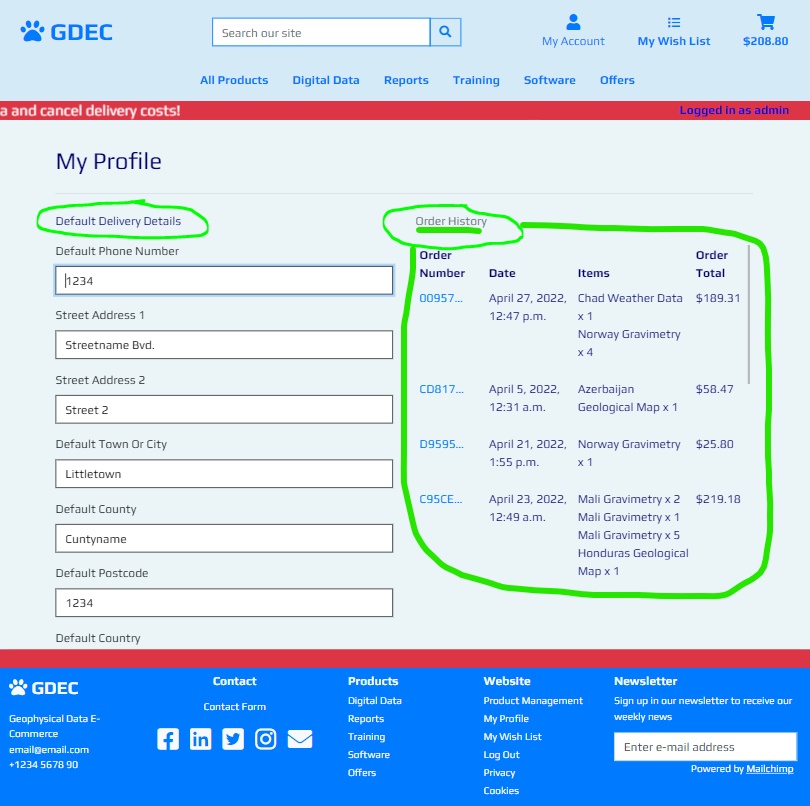 GDEC
Search our site
My Account
My Wish List
$208.80
All Products Digital Data Reports Training Software Offers
a and cancel delivery costs!
Logged in as admin
My Profile
Default Delivery Details
Default Phone Number
1234
Street Address 1
Streetname Bvd.
Street Address 2
Street 2
Default Town Or City
Littletown
Default County
Cuntyname
Default Postcode
1234
Default Country
Order History
Order Number Date Items Order Total
00957... April 27, 2022, 12:47 p.m. Chad Weather Data x 1 $189.31
Norway Gravimetry x 4
CD817... April 5, 2022, 12:31 a.m. Azerbaijan Geological Map x 1 $58.47
D9595... April 21, 2022, 1:55 p.m. Norway Gravimetry x 1 $25.80
C95CE... April 23, 2022, 12:49 a.m. Mali Gravimetry x 2 $219.18
Mali Gravimetry x 1
Mali Gravimetry x 5
Honduras Geological Map x 1
GDEC
Geophysical Data E-
Commerce
email@email.com
+1234 5678 90
Contact
Contact Form
Products
Digital Data
Reports
Training
Software
Offers
Website
Product Management
My Profile
My Wish List
Log Out
Privacy
Cookies
Newsletter
Sign up in our newsletter to receive our
weekly news
Enter e-mail address
Powered by Mailchimp